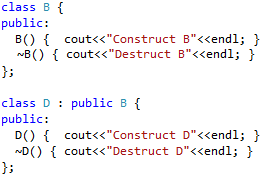 class B {
public:
  B() {  cout<<"Construct B"<<endl; }
  ~B() { cout<<"Destruct B"<<endl; }
};

class D : public B {
public:
  D() {  cout<<"Construct D"<<endl; }
  ~D() { cout<<"Destruct D"<<endl; }
};